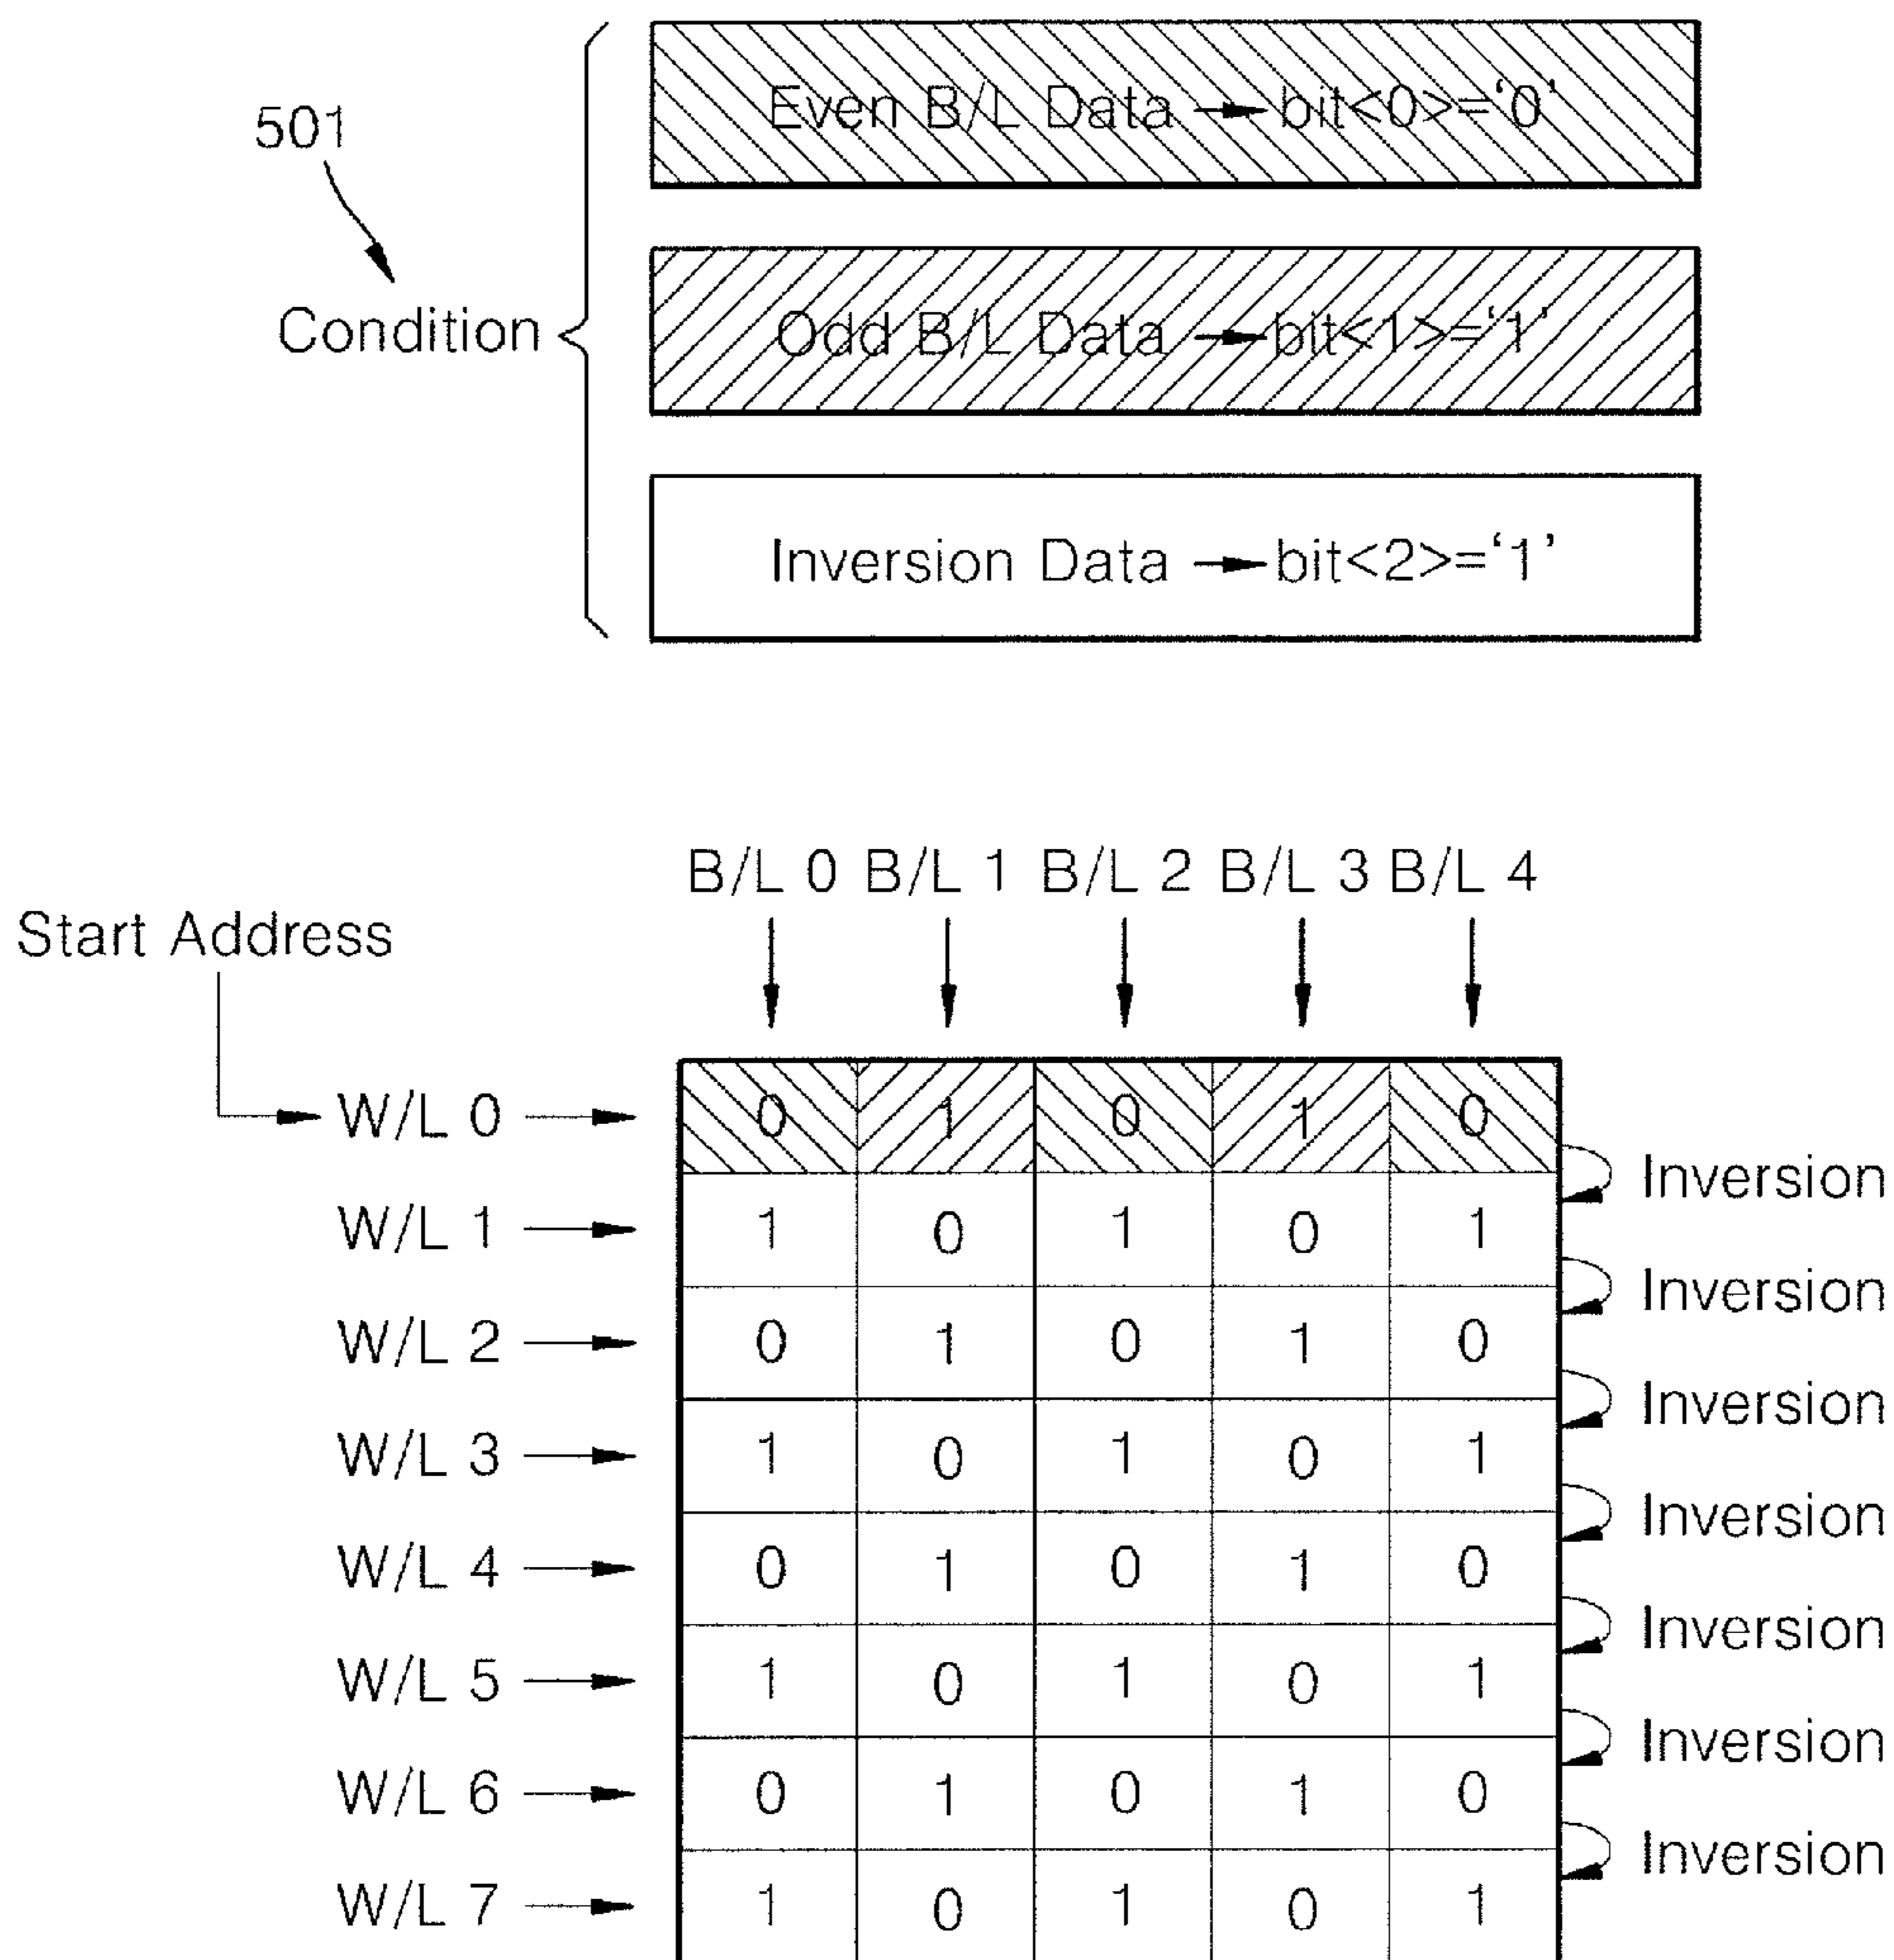 Even B/L Data → bit<0>='0'
501
Odd B/L Data → bit<1>='1'
Condition
Inversion Data → bit<2>='1'
B/L 0 B/L 1 B/L 2 B/L 3 B/L 4
Start Address
W/L 0 0 1 0 1 0
Inversion
W/L 1 1 0 1 0 1
Inversion
W/L 2 0 1 0 1 0
Inversion
W/L 3 1 0 1 0 1
Inversion
W/L 4 0 1 0 1 0
Inversion
W/L 5 1 0 1 0 1
Inversion
W/L 6 0 1 0 1 0
Inversion
W/L 7 1 0 1 0 1